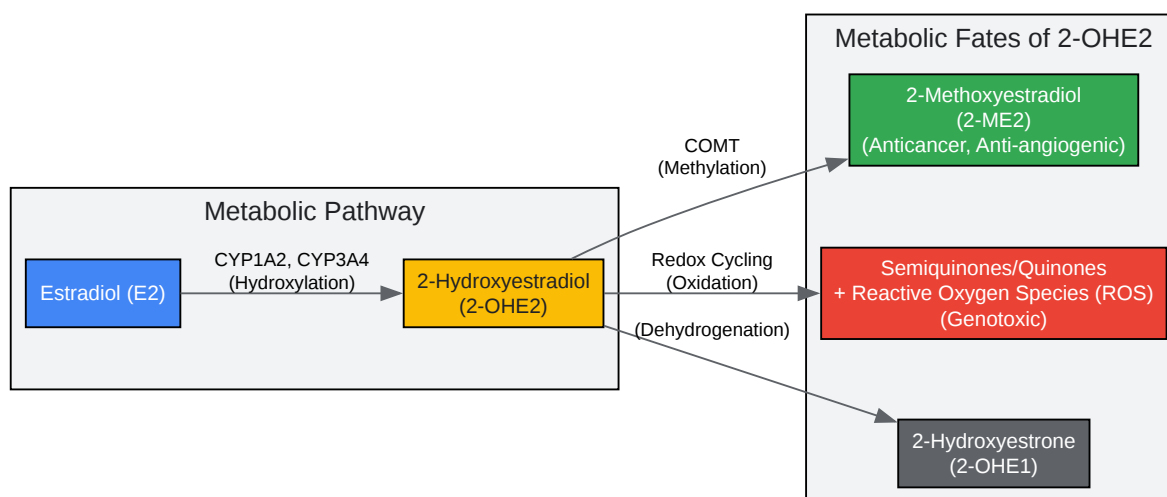 Metabolic Pathway
Estradiol (E2)
CYP1A2, CYP3A4
(Hydroxylation)
2-Hydroxyestradiol
(2-OHE2)
COMT
(Methylation)
Redox Cycling
(Oxidation)
(Dehydrogenation)
Metabolic Fates of 2-OHE2
2-Methoxyestradiol
(2-ME2)
(Anticancer, Anti-angiogenic)
Semiquinones/Quinones
+ Reactive Oxygen Species (ROS)
(Genotoxic)
2-Hydroxyestrone
(2-OHE1)